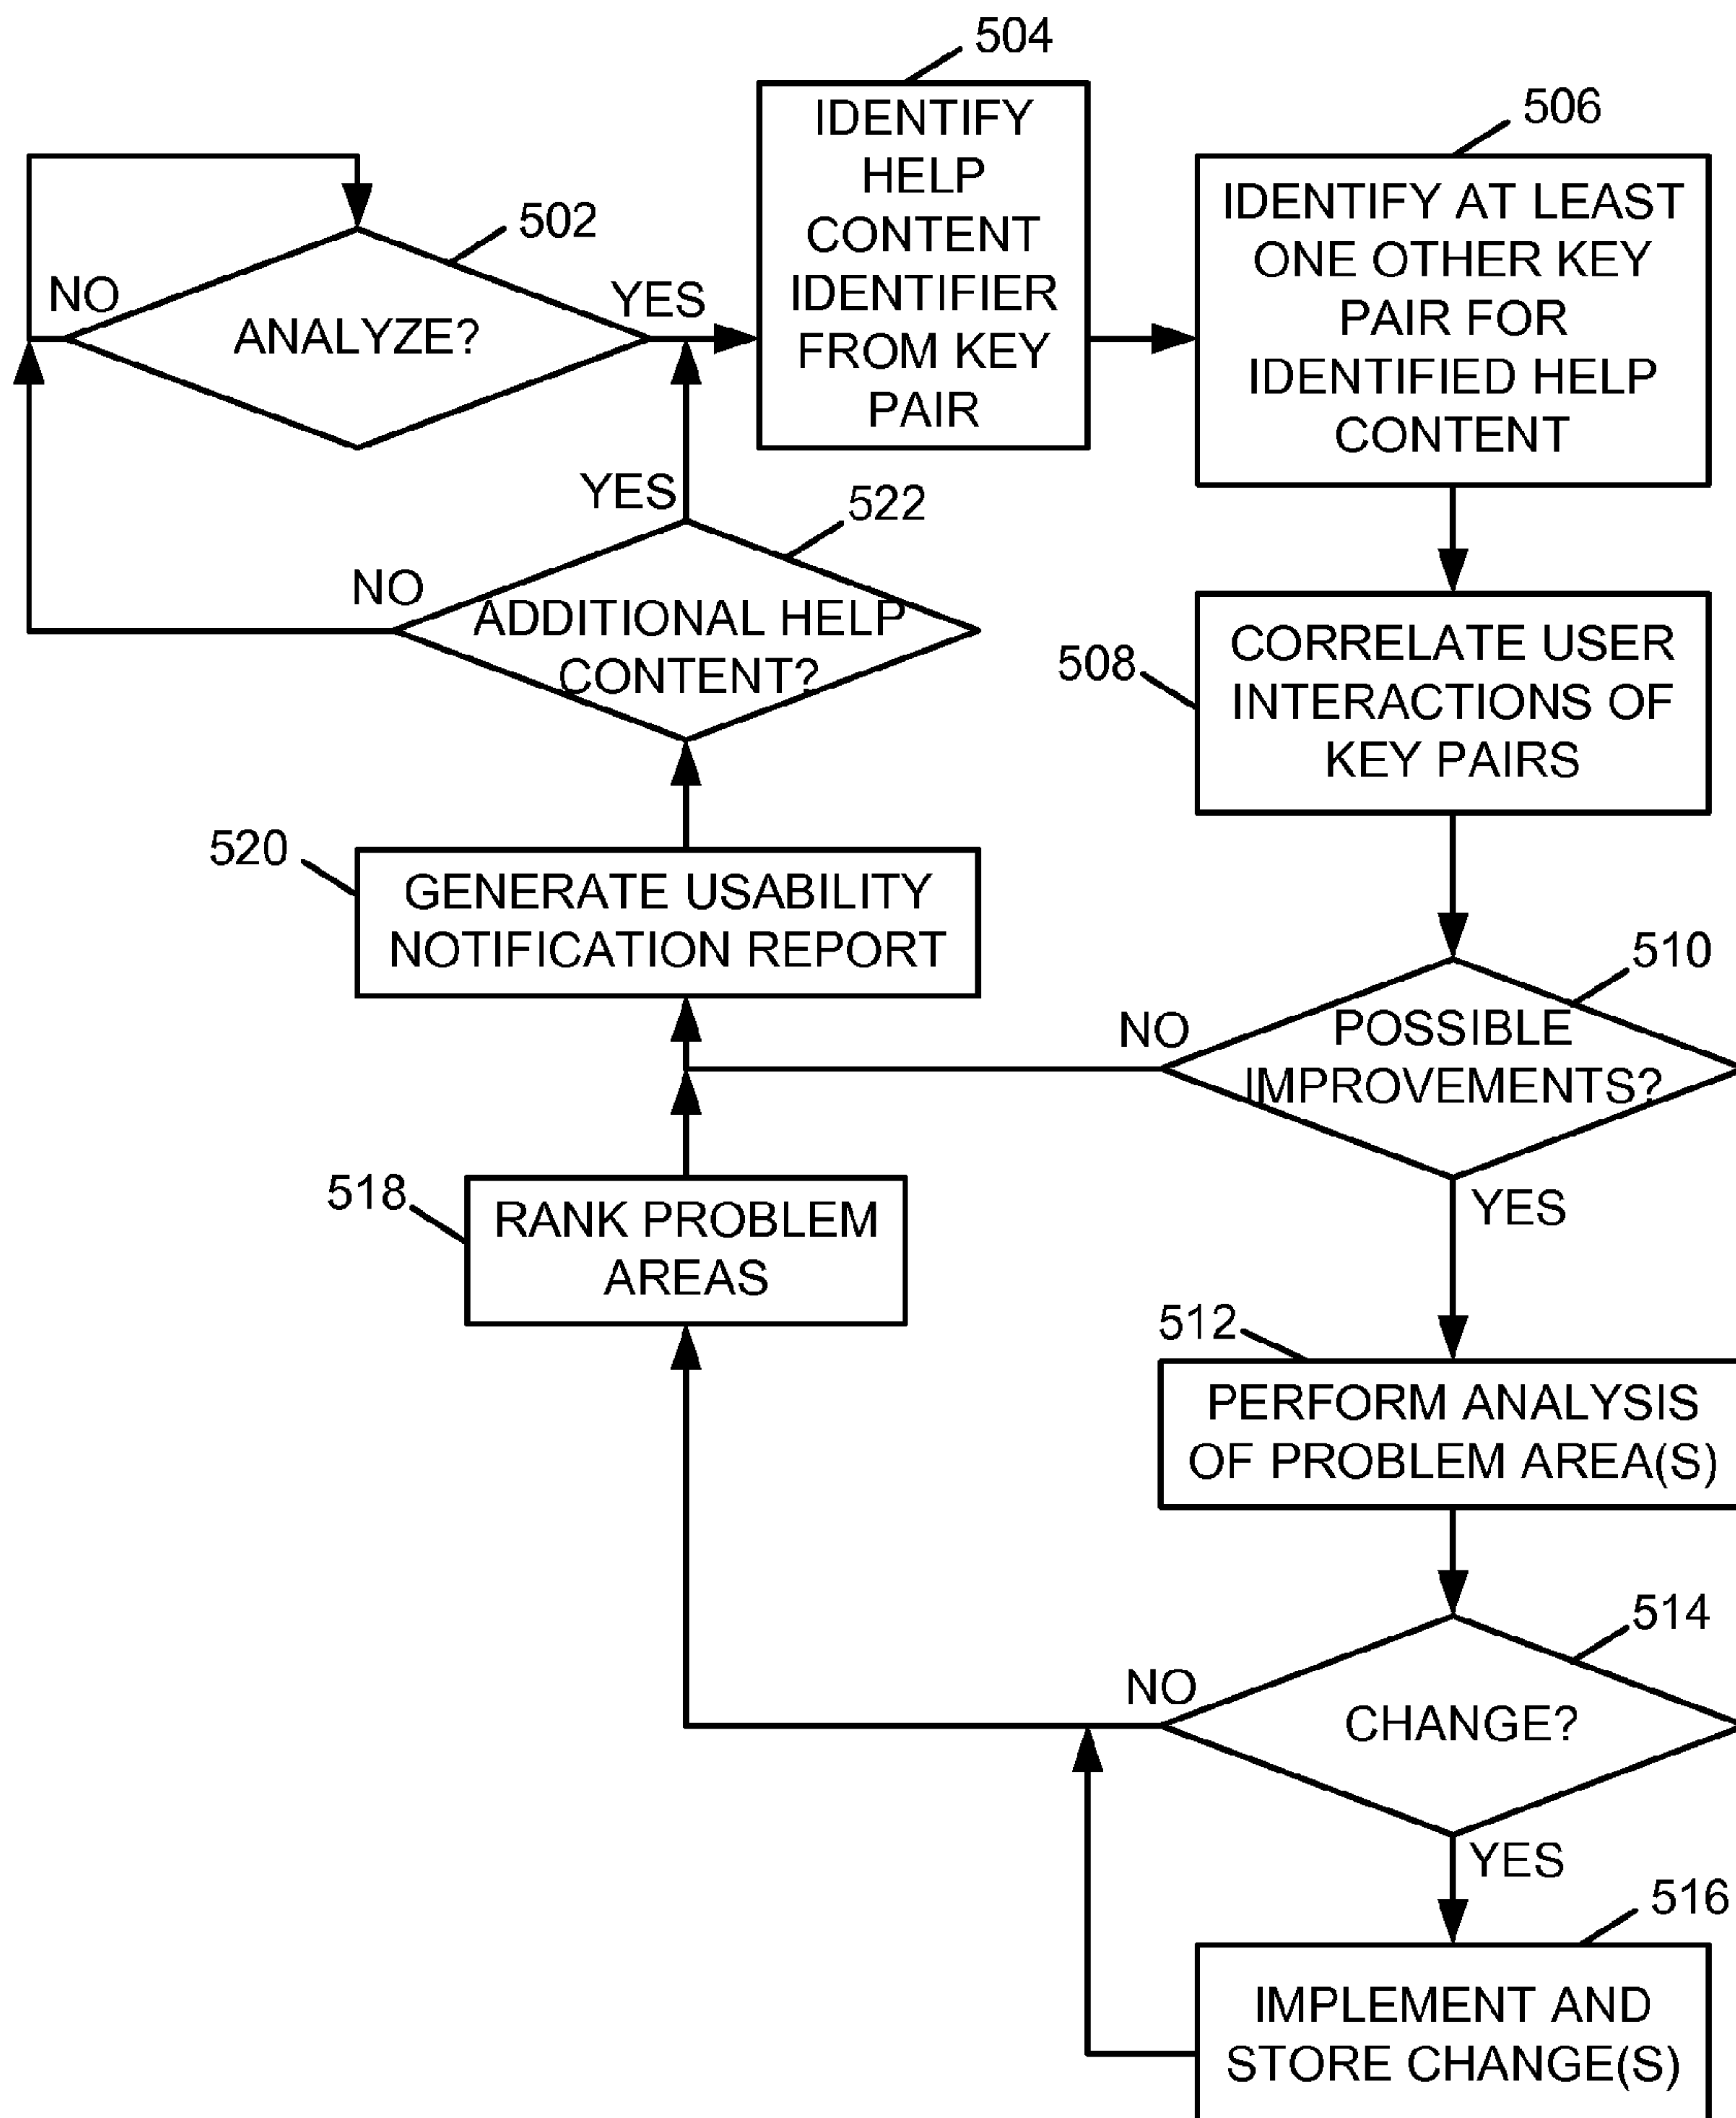 504
IDENTIFY
HELP
CONTENT
IDENTIFIER
FROM KEY
PAIR
506
IDENTIFY AT LEAST
ONE OTHER KEY
PAIR FOR
IDENTIFIED HELP
CONTENT
502
NO
ANALYZE?
YES
YES
522
NO
ADDITIONAL HELP
CONTENT?
508
CORRELATE USER
INTERACTIONS OF
KEY PAIRS
520
GENERATE USABILITY
NOTIFICATION REPORT
510
NO
POSSIBLE
IMPROVEMENTS?
YES
518
RANK PROBLEM
AREAS
512
PERFORM ANALYSIS
OF PROBLEM AREA(S)
514
NO
CHANGE?
YES
516
IMPLEMENT AND
STORE CHANGE(S)